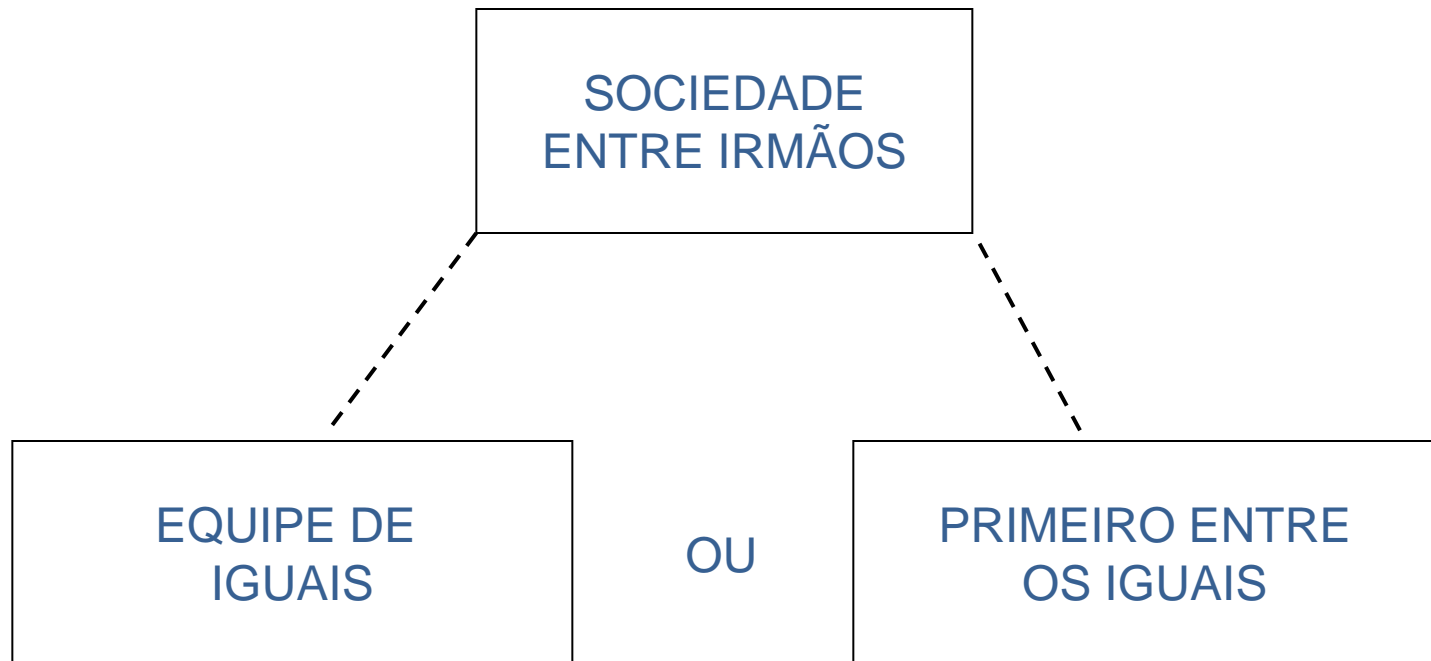 SOCIEDADE
ENTRE IRMÃOS
EQUIPE DE
IGUAIS
OU
PRIMEIRO ENTRE
OS IGUAIS